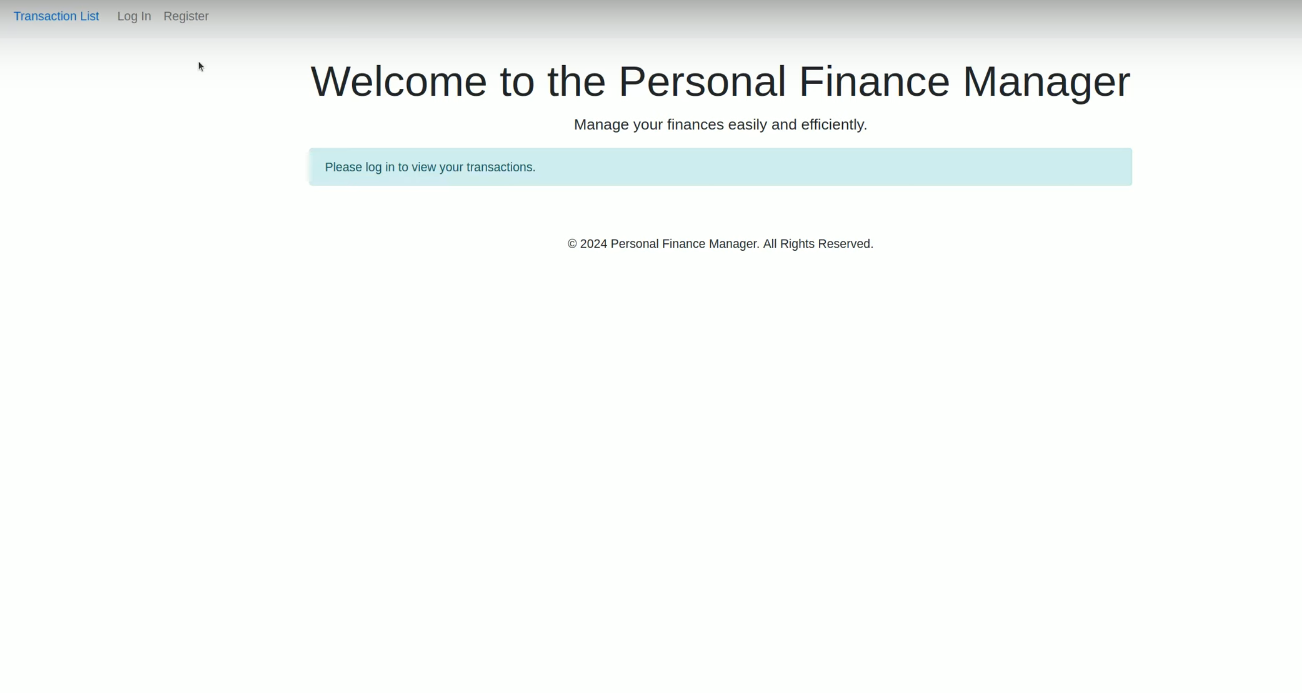 Transaction List Log In Register
Welcome to the Personal Finance Manager
Manage your finances easily and efficiently.
Please log in to view your transactions.
© 2024 Personal Finance Manager. All Rights Reserved.